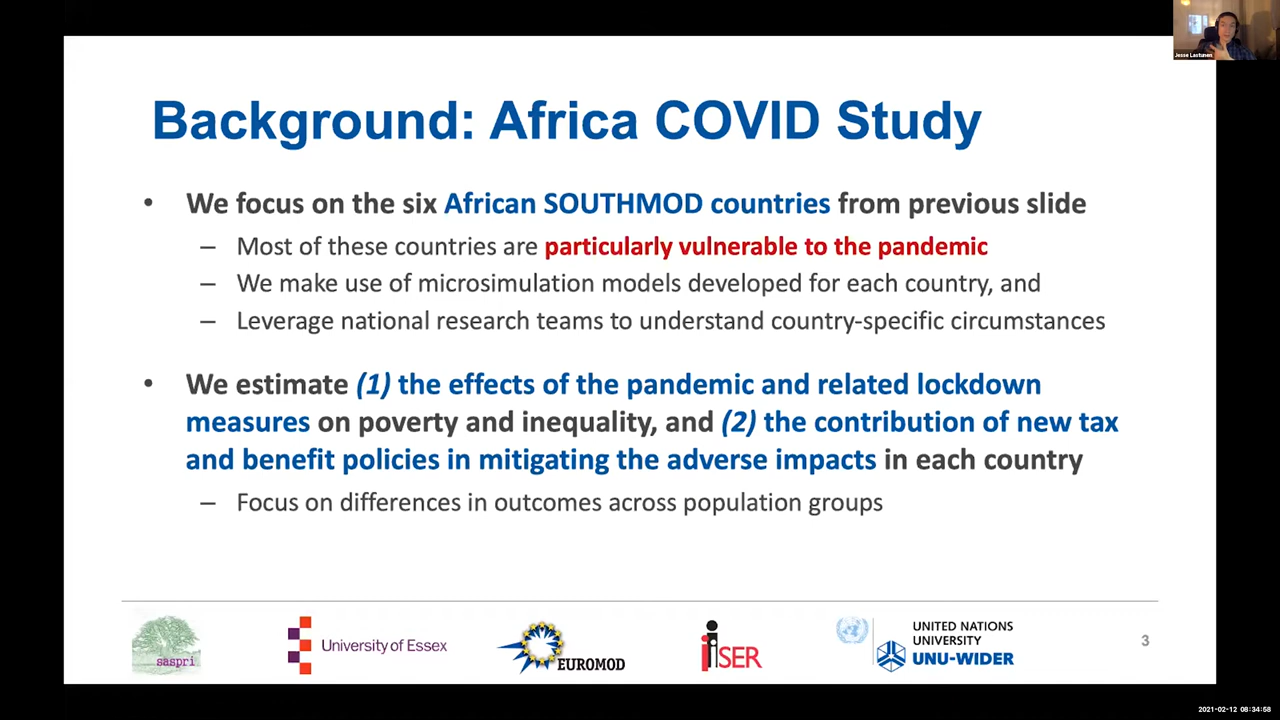 Jesse Lastunen
Background: Africa COVID Study
• We focus on the six African SOUTHMOD countries from previous slide
– Most of these countries are particularly vulnerable to the pandemic
– We make use of microsimulation models developed for each country, and
– Leverage national research teams to understand country-specific circumstances
• We estimate (1) the effects of the pandemic and related lockdown
measures on poverty and inequality, and (2) the contribution of new tax
and benefit policies in mitigating the adverse impacts in each country
– Focus on differences in outcomes across population groups
saspri
University of Essex
EUROMOD
iSER
UNITED NATIONS
UNIVERSITY
UNU-WIDER
3
2021-02-12 08:34:58